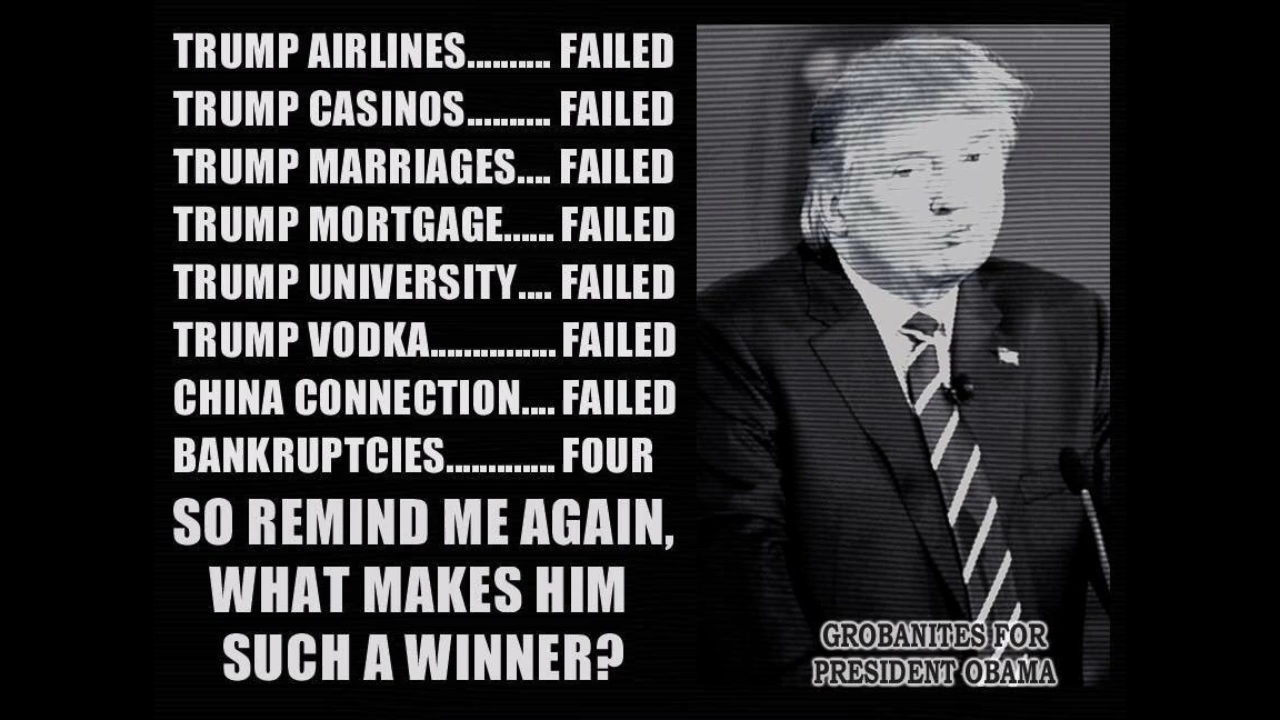 TRUMP AIRLINES.......... FAILED
TRUMP CASINOS.......... FAILED
TRUMP MARRIAGES.... FAILED
TRUMP MORTGAGE...... FAILED
TRUMP UNIVERSITY.... FAILED
TRUMP VODKA............... FAILED
CHINA CONNECTION.... FAILED
BANKRUPTCIES............. FOUR
SO REMIND ME AGAIN,
WHAT MAKES HIM
SUCH A WINNER?
GROBANITES FOR
PRESIDENT OBAMA